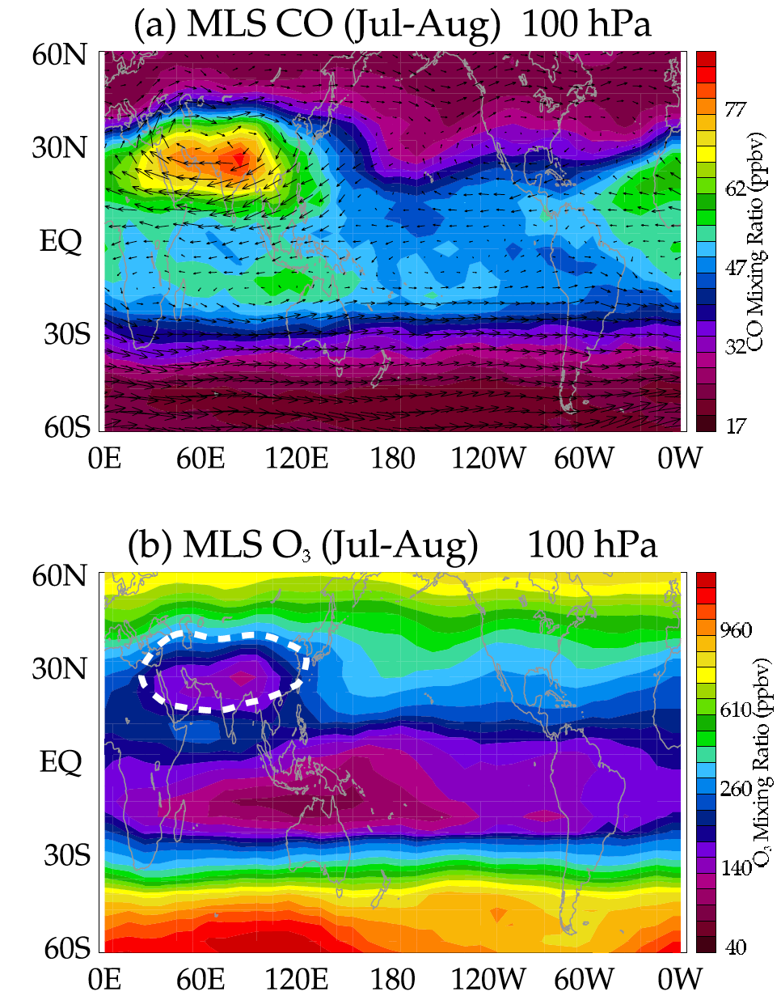 (a) MLS CO (Jul-Aug) 100 hPa
60N
30N
EQ
30S
60S
0E 60E 120E 180 120W 60W 0W
77
62
47
32
17
CO Mixing Ratio (ppbv)
(b) MLS O₃ (Jul-Aug) 100 hPa
60N
30N
EQ
30S
60S
0E 60E 120E 180 120W 60W 0W
960
610
260
140
40
O₃ Mixing Ratio (ppbv)